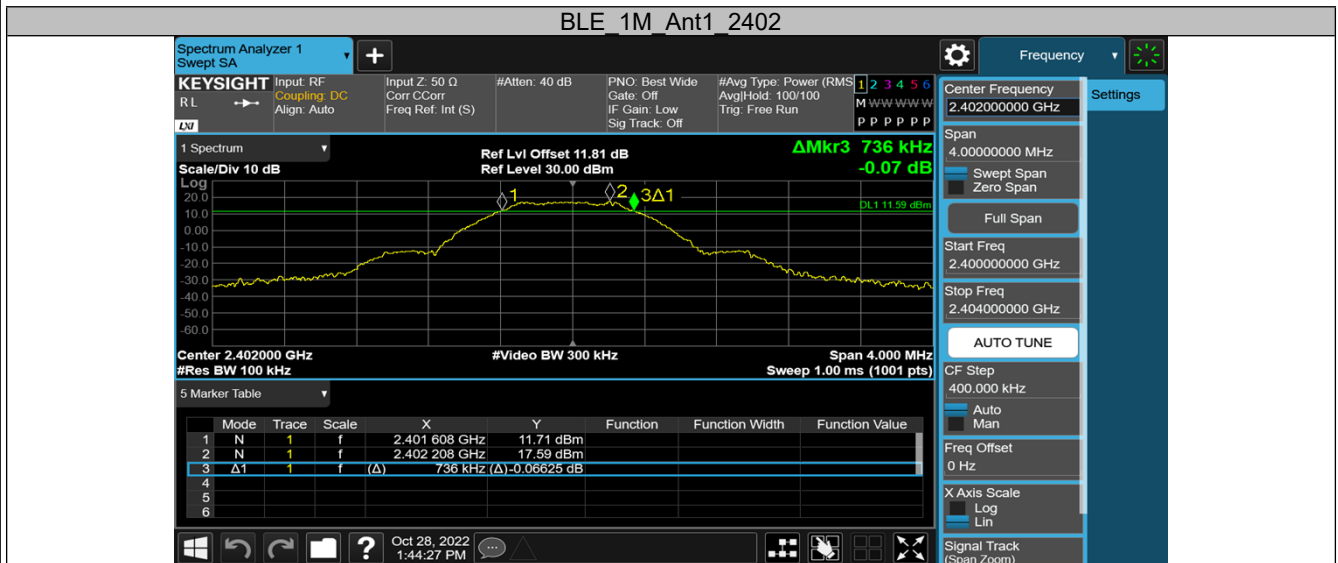 BLE_1M_Ant1_2402
Spectrum Analyzer 1
Swept SA
Frequency
KEYSIGHT
R L
LXI
Input: RF
Coupling: DC
Align: Auto
Input Z: 50 Ω
Corr CCorr
Freq Ref: Int (S)
#Atten: 40 dB
PNO: Best Wide
Gate: Off
IF Gain: Low
Sig Track: Off
#Avg Type: Power (RMS
Avg|Hold: 100/100
Trig: Free Run
1 2 3 4 5 6
M W W W W W
P P P P P P
Center Frequency
2.402000000 GHz
Settings
1 Spectrum
Scale/Div 10 dB
Ref Lvl Offset 11.81 dB
Ref Level 30.00 dBm
ΔMkr3 736 kHz
-0.07 dB
Log
20.0
10.0
0.00
-10.0
-20.0
-30.0
-40.0
-50.0
-60.0
1
2
3Δ1
DL1 11.59 dBm
Center 2.402000 GHz
#Res BW 100 kHz
#Video BW 300 kHz
Span 4.000 MHz
Sweep 1.00 ms (1001 pts)
Span
4.00000000 MHz
Swept Span
Zero Span
Full Span
Start Freq
2.400000000 GHz
Stop Freq
2.404000000 GHz
AUTO TUNE
CF Step
400.000 kHz
Auto
Man
Freq Offset
0 Hz
X Axis Scale
Log
Lin
Signal Track
(Span Zoom)
5 Marker Table
Mode Trace Scale X Y Function Function Width Function Value
1 N 1 f 2.401 608 GHz 11.71 dBm
2 N 1 f 2.402 208 GHz 17.59 dBm
3 Δ1 1 f (Δ) 736 kHz (Δ) -0.06625 dB
4
5
6
?
Oct 28, 2022
1:44:27 PM